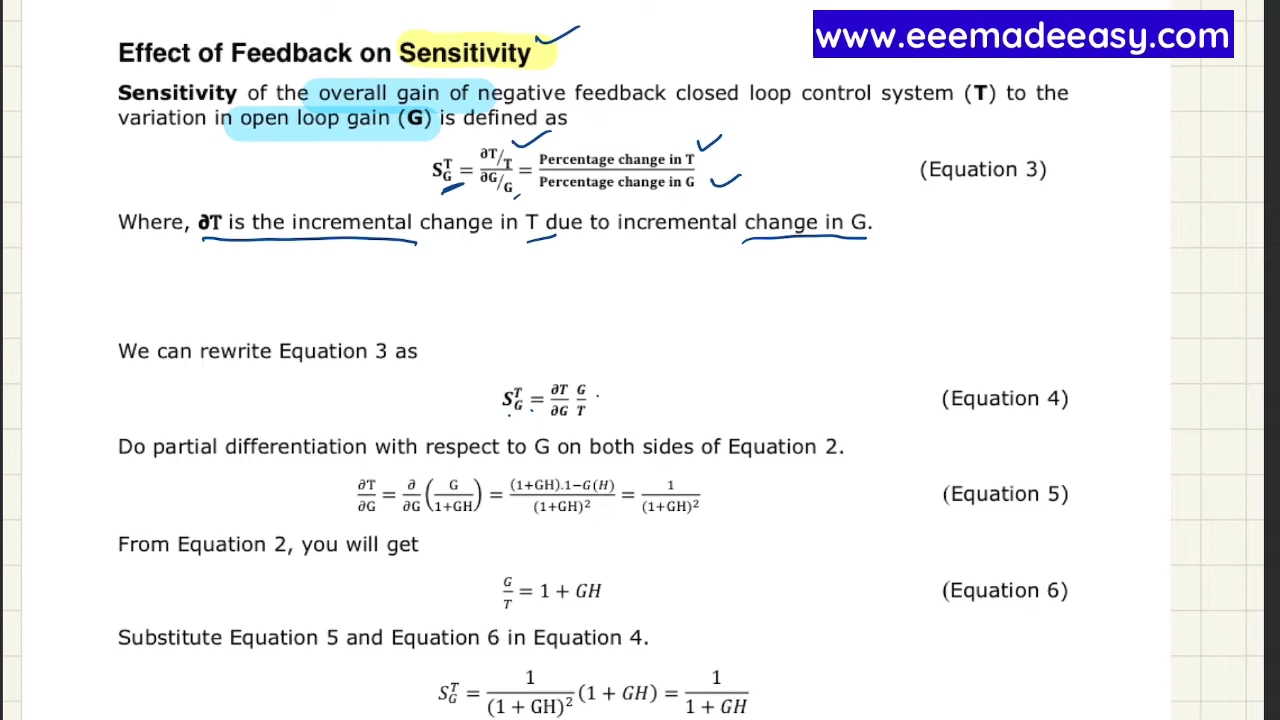 www.eeemadeeasy.com
Effect of Feedback on Sensitivity
Sensitivity of the overall gain of negative feedback closed loop control system (T) to the
variation in open loop gain (G) is defined as
S_G^T = (∂T/T)/(∂G/G) = Percentage change in T / Percentage change in G (Equation 3)
Where, ∂T is the incremental change in T due to incremental change in G.
We can rewrite Equation 3 as
S_G^T = ∂T/∂G G/T (Equation 4)
Do partial differentiation with respect to G on both sides of Equation 2.
∂T/∂G = ∂/∂G (G/(1+GH)) = ((1+GH).1−G(H))/(1+GH)² = 1/(1+GH)² (Equation 5)
From Equation 2, you will get
G/T = 1 + GH (Equation 6)
Substitute Equation 5 and Equation 6 in Equation 4.
S_G^T = 1/(1 + GH)² (1 + GH) = 1/(1 + GH)